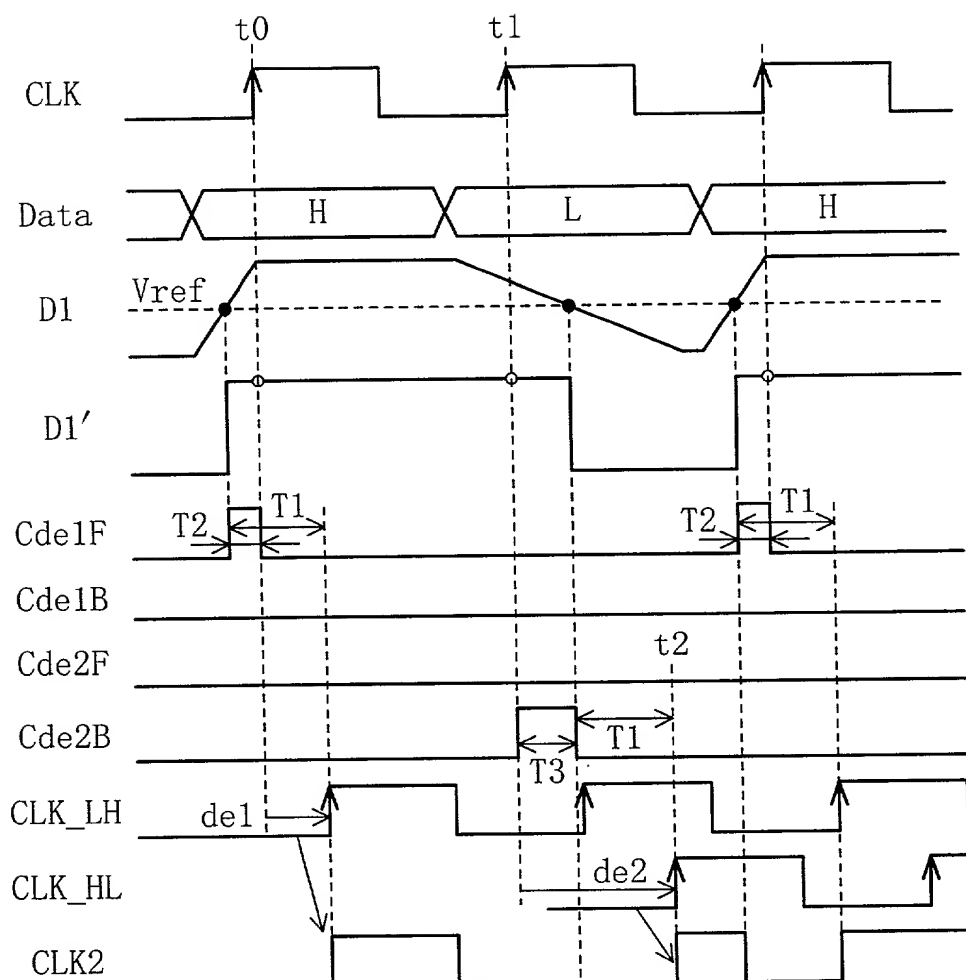 t0 t1
CLK
Data H L H
Vref
D1
D1′
T1 T1
T2 T2
Cde1F
Cde1B
t2
Cde2F
Cde2B
T1
T3
CLK_LH
de1
de2
CLK_HL
CLK2